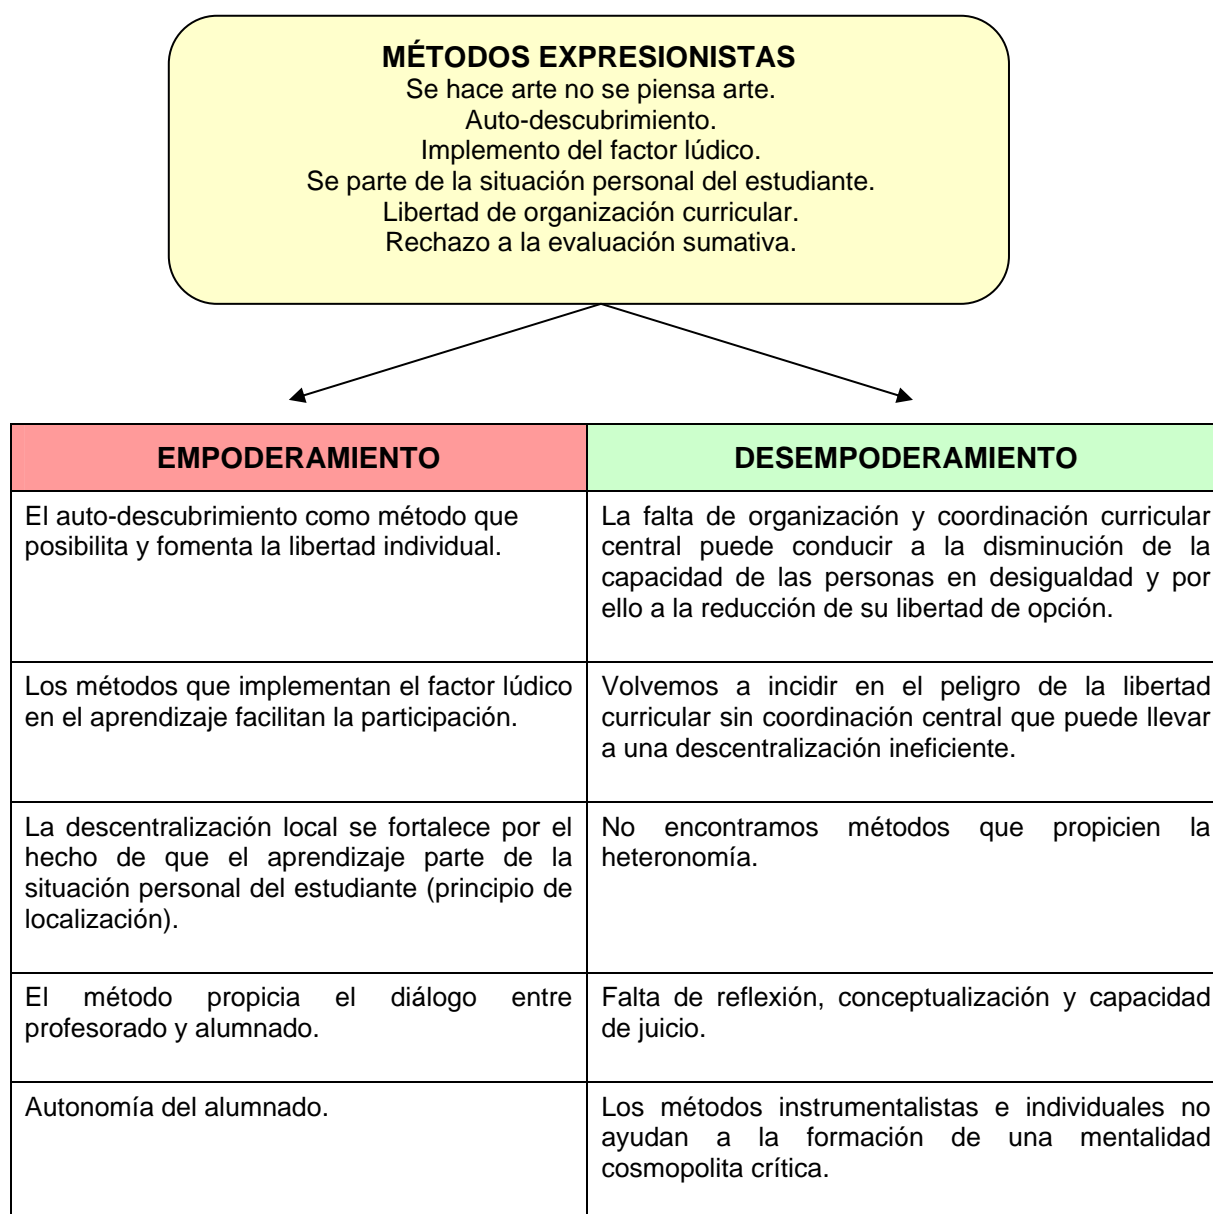 MÉTODOS EXPRESIONISTAS
Se hace arte no se piensa arte.
Auto-descubrimiento.
Implemento del factor lúdico.
Se parte de la situación personal del estudiante.
Libertad de organización curricular.
Rechazo a la evaluación sumativa.
EMPODERAMIENTO
DESEMPODERAMIENTO
El auto-descubrimiento como método que
posibilita y fomenta la libertad individual.
La falta de organización y coordinación curricular
central puede conducir a la disminución de la
capacidad de las personas en desigualdad y por
ello a la reducción de su libertad de opción.
Los métodos que implementan el factor lúdico
en el aprendizaje facilitan la participación.
Volvemos a incidir en el peligro de la libertad
curricular sin coordinación central que puede llevar
a una descentralización ineficiente.
La descentralización local se fortalece por el
hecho de que el aprendizaje parte de la
situación personal del estudiante (principio de
localización).
No encontramos métodos que propicien la
heteronomía.
El método propicia el diálogo entre
profesorado y alumnado.
Falta de reflexión, conceptualización y capacidad
de juicio.
Autonomía del alumnado.
Los métodos instrumentalistas e individuales no
ayudan a la formación de una mentalidad
cosmopolita crítica.